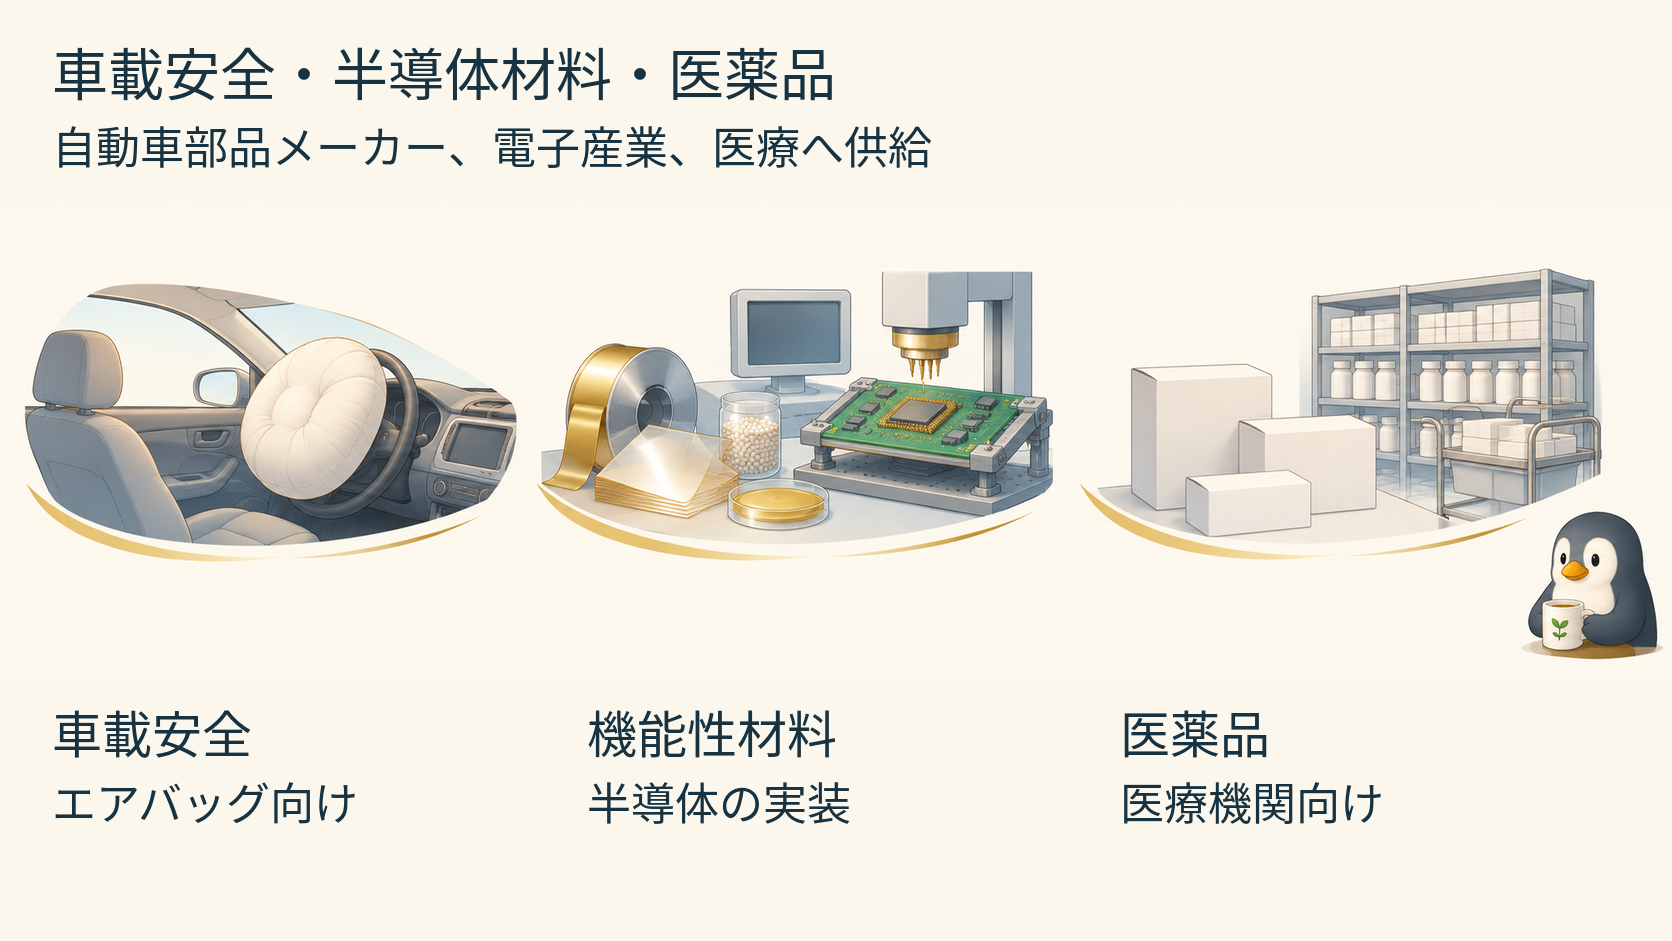 車載安全・半導体材料・医薬品
自動車部品メーカー、電子産業、医療へ供給
車載安全
エアバッグ向け
機能性材料
半導体の実装
医薬品
医療機関向け